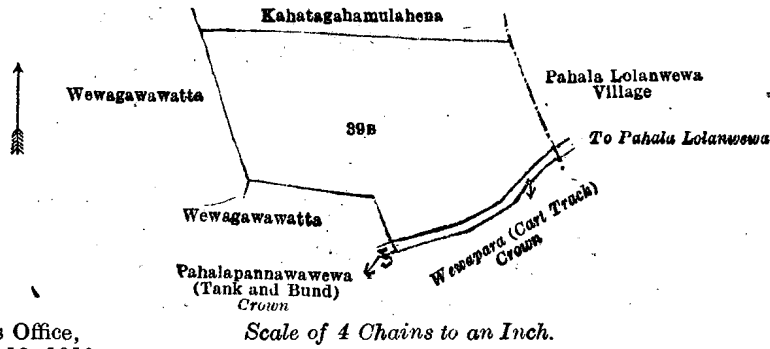 Kahatagahamulahena
Wewagawawatta
Pahala Lolanwewa
Village
39B
To Pahala Lolanwewa
Wewagawawatta
Wewapara (Cart Track)
Crown
Pahalapannawawewa
(Tank and Bund)
Crown
s Office,
Scale of 4 Chains to an Inch.